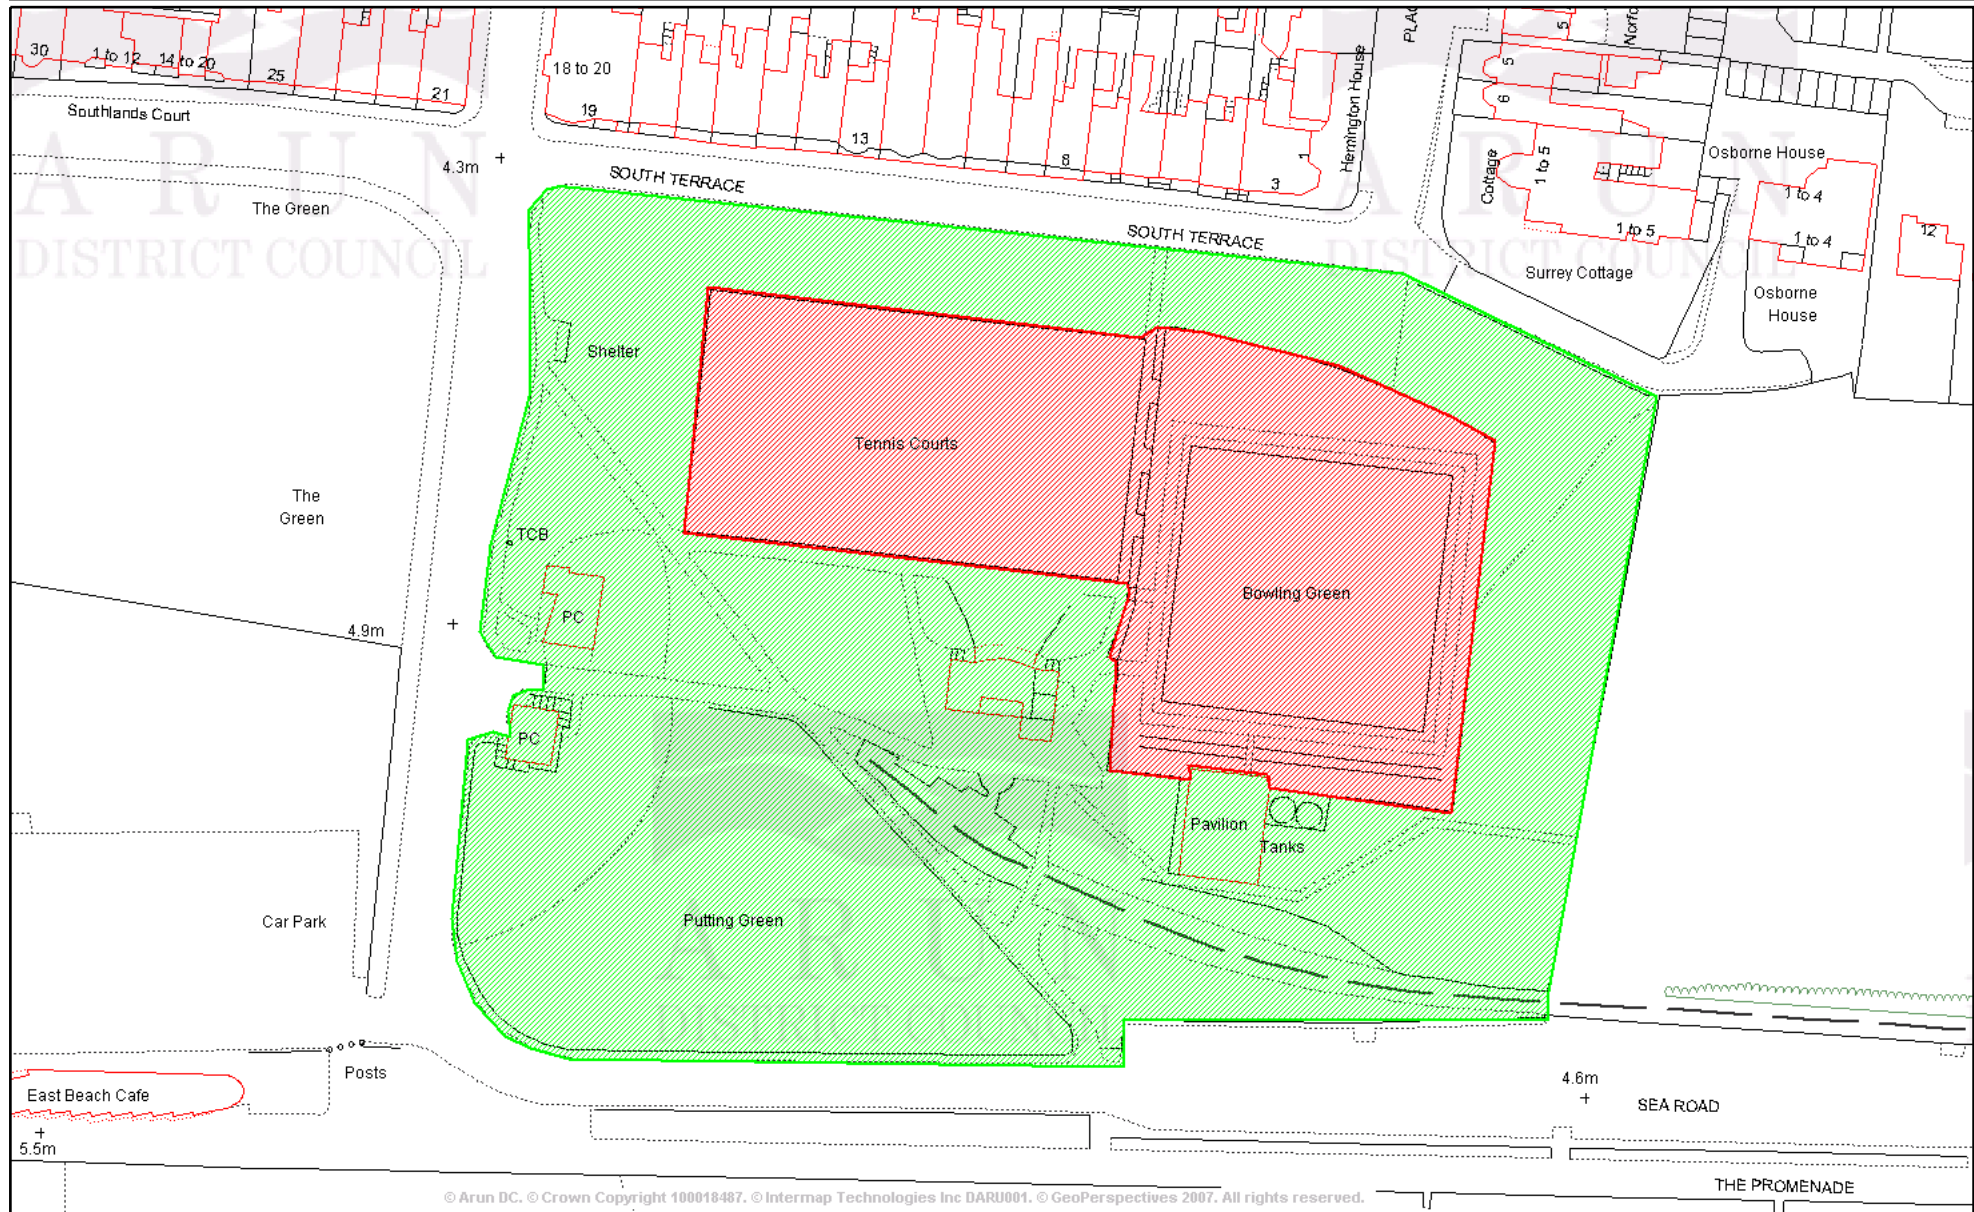 30
1 to 12
14 to 20
25
21
Southlands Court
18 to 20
19
13
8
3
1
Hemington House
5
5
6
Cottage
1 to 5
1 to 5
Osborne House
1 to 4
1 to 4
12
Surrey Cottage
Osborne
House
4.3m
SOUTH TERRACE
SOUTH TERRACE
The Green
ARUN
DISTRICT COUNCIL
ARUN
DISTRICT COUNCIL
Shelter
Tennis Courts
The
Green
TCB
PC
Bowling Green
4.9m
PC
Pavilion
Tanks
Car Park
Putting Green
ARUN
Posts
East Beach Cafe
4.6m
SEA ROAD
5.5m
THE PROMENADE
© Arun DC. © Crown Copyright 100018487. © Intermap Technologies Inc DARU001. © GeoPerspectives 2007. All rights reserved.